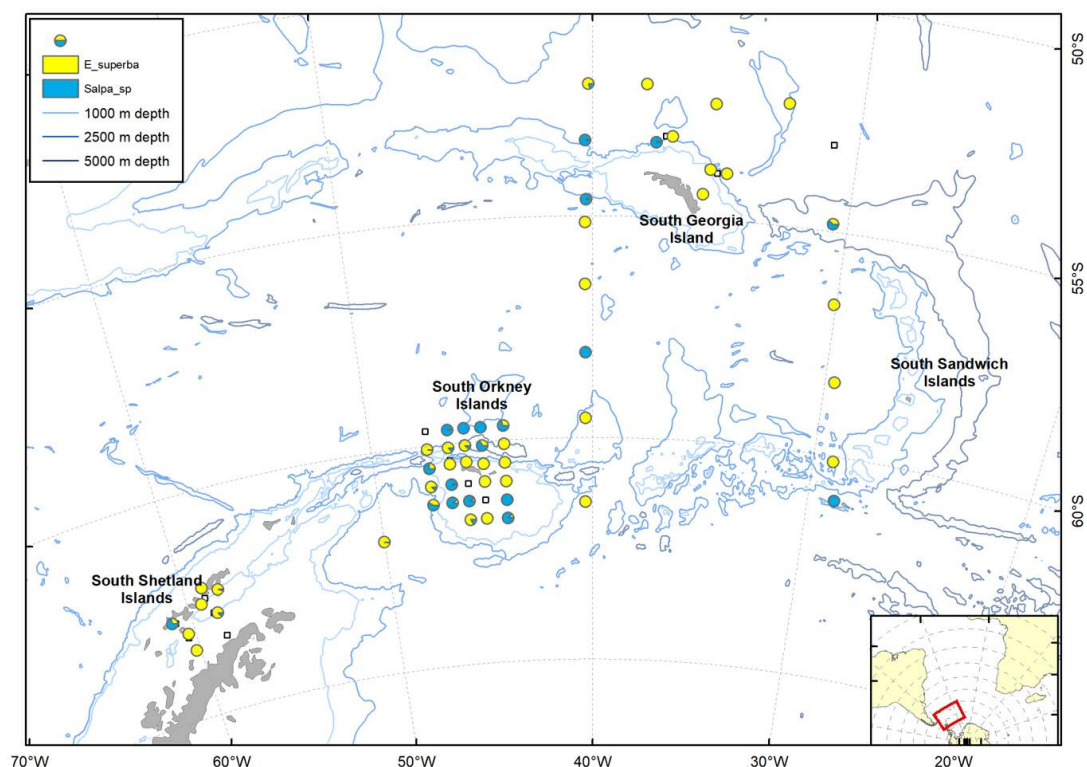 E_superba
Salpa_sp
1000 m depth
2500 m depth
5000 m depth
50°S
South Georgia
Island
55°S
South Sandwich
Islands
South Orkney
Islands
60°S
South Shetland
Islands
70°W
60°W
50°W
40°W
30°W
20°W